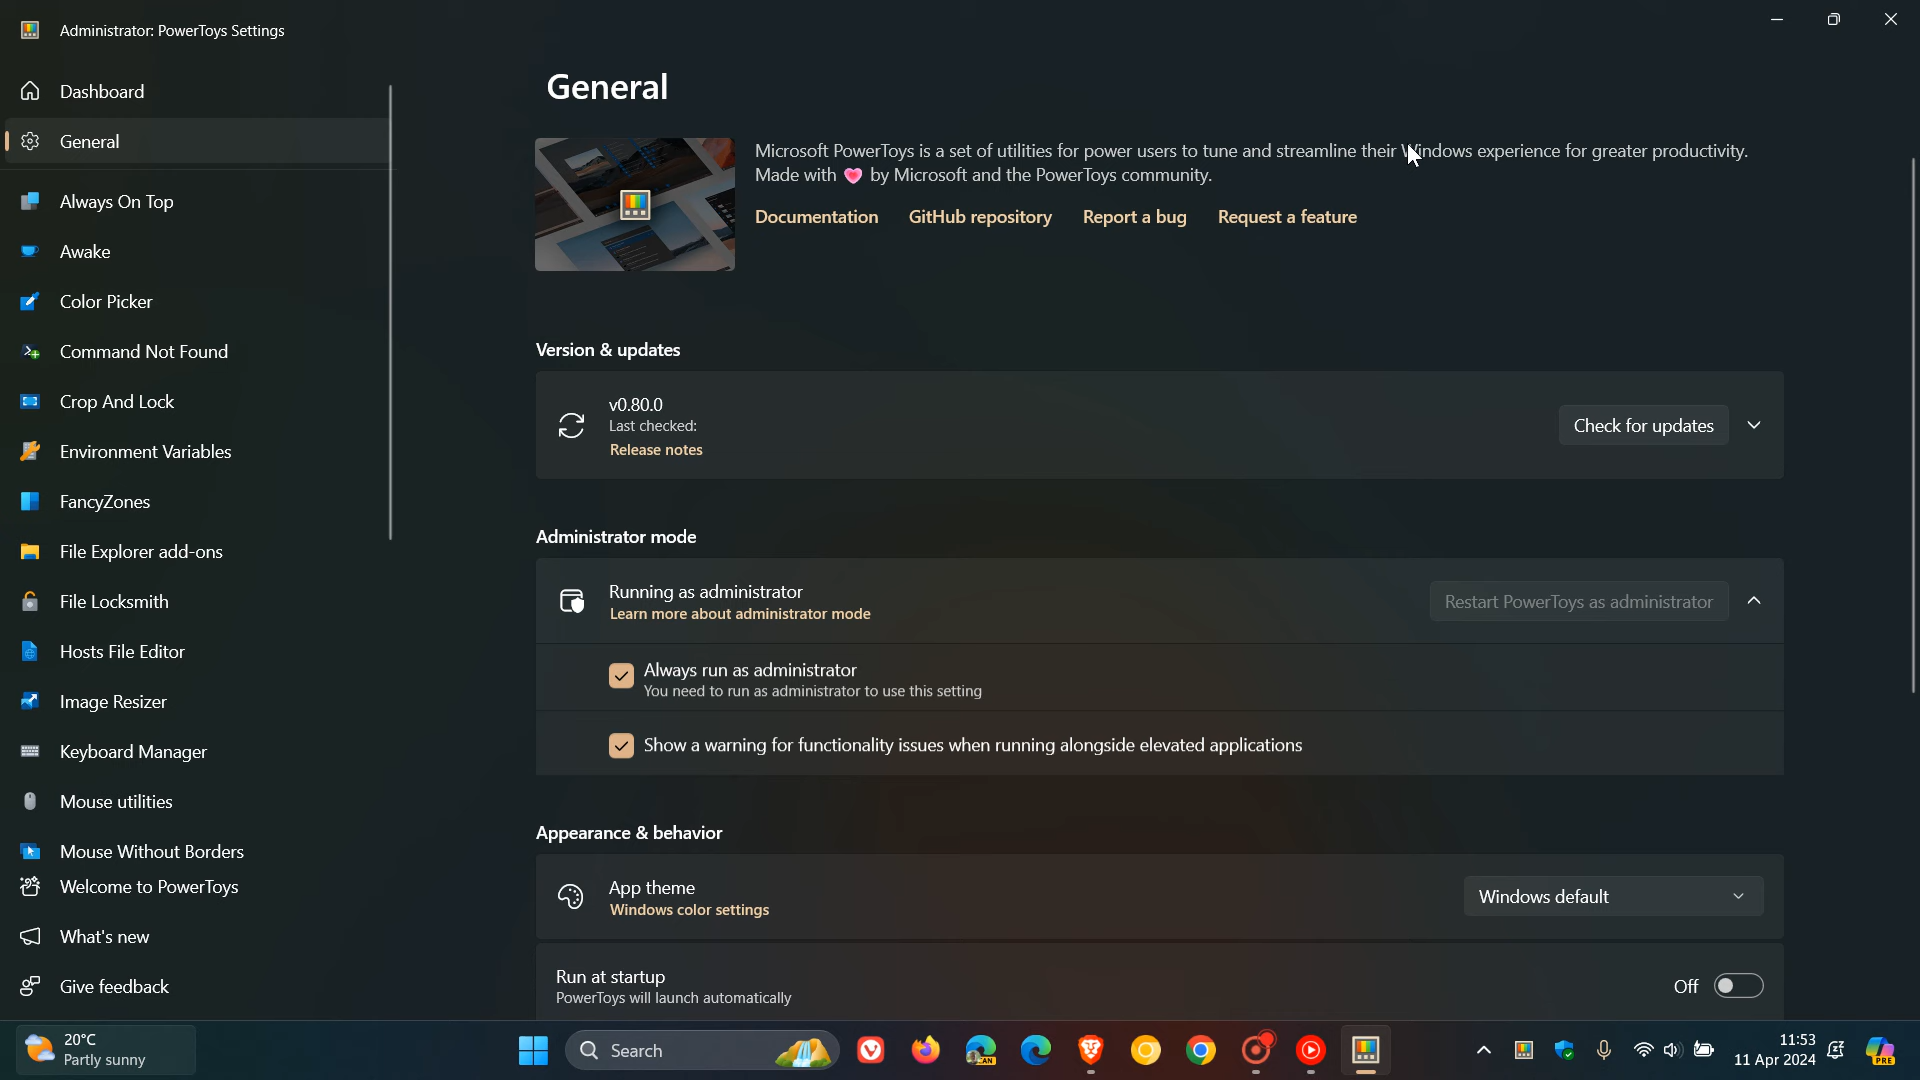 Administrator: PowerToys Settings
Dashboard
General
Always On Top
Awake
Color Picker
Command Not Found
Crop And Lock
Environment Variables
FancyZones
File Explorer add-ons
File Locksmith
Hosts File Editor
Image Resizer
Keyboard Manager
Mouse utilities
Mouse Without Borders
Welcome to PowerToys
What's new
Give feedback
General
Microsoft PowerToys is a set of utilities for power users to tune and streamline their Windows experience for greater productivity.
Made with 💗 by Microsoft and the PowerToys community.
Documentation GitHub repository Report a bug Request a feature
Version & updates
v0.80.0
Last checked:
Release notes
Check for updates
Administrator mode
Running as administrator
Learn more about administrator mode
Restart PowerToys as administrator
Always run as administrator
You need to run as administrator to use this setting
Show a warning for functionality issues when running alongside elevated applications
Appearance & behavior
App theme
Windows color settings
Windows default
Run at startup
PowerToys will launch automatically
Off
20°C
Partly sunny
Search
CAN
11:53
11 Apr 2024
PRE